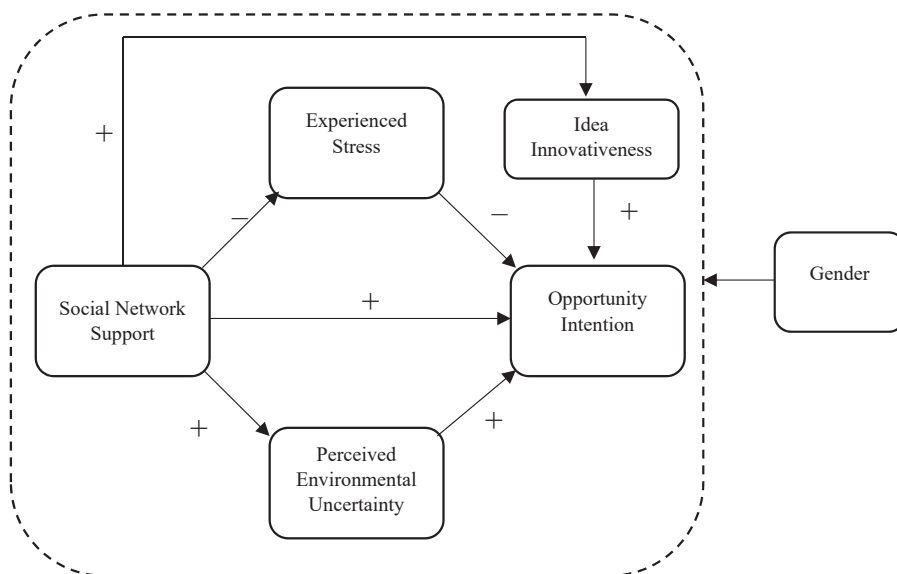 Experienced
Stress
Idea
Innovativeness
+
−
−
+
Social Network
Support
+
Opportunity
Intention
Gender
+
+
Perceived
Environmental
Uncertainty